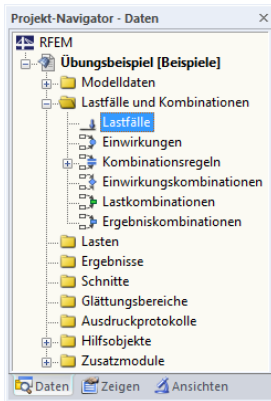 Projekt-Navigator - Daten
RFEM
Übungsbeispiel [Beispiele]
Modelldaten
Lastfälle und Kombinationen
Lastfälle
Einwirkungen
Kombinationsregeln
Einwirkungskombinationen
Lastkombinationen
Ergebniskombinationen
Lasten
Ergebnisse
Schnitte
Glättungsbereiche
Ausdruckprotokolle
Hilfsobjekte
Zusatzmodule
Daten Zeigen Ansichten